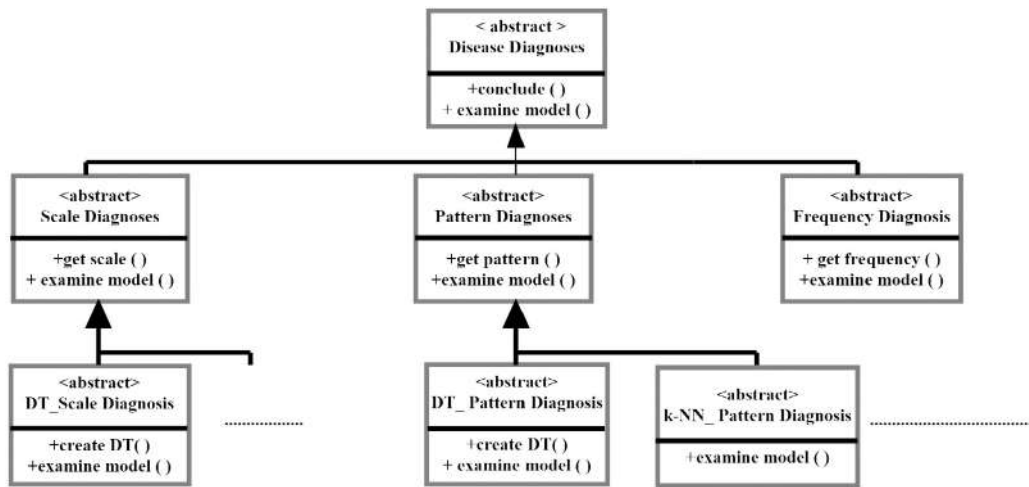 < abstract >
Disease Diagnoses
+conclude ( )
+ examine model ( )
<abstract>
Scale Diagnoses
+get scale ( )
+ examine model ( )
<abstract>
Pattern Diagnoses
+get pattern ( )
+examine model ( )
<abstract>
Frequency Diagnosis
+ get frequency ( )
+examine model ( )
<abstract>
DT_Scale Diagnosis
+create DT( )
+examine model ( )
<abstract>
DT_ Pattern Diagnosis
+create DT( )
+ examine model ( )
<abstract>
k-NN_ Pattern Diagnosis
+examine model ( )